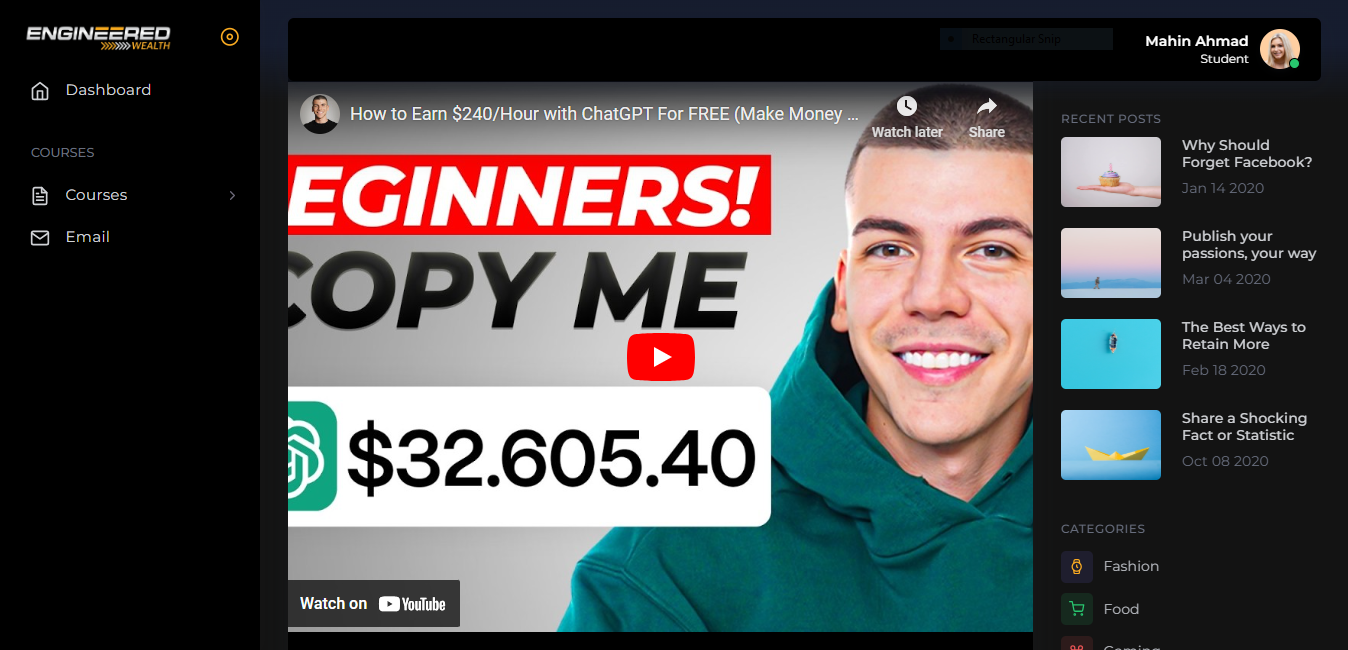 ENGINEERED
WEALTH
Dashboard
COURSES
Courses
Email
Rectangular Snip
Mahin Ahmad
Student
How to Earn $240/Hour with ChatGPT For FREE (Make Money ...
Watch later
Share
EGINNERS!
COPY ME
$32.605.40
Watch on YouTube
RECENT POSTS
Why Should
Forget Facebook?
Jan 14 2020
Publish your
passions, your way
Mar 04 2020
The Best Ways to
Retain More
Feb 18 2020
Share a Shocking
Fact or Statistic
Oct 08 2020
CATEGORIES
Fashion
Food